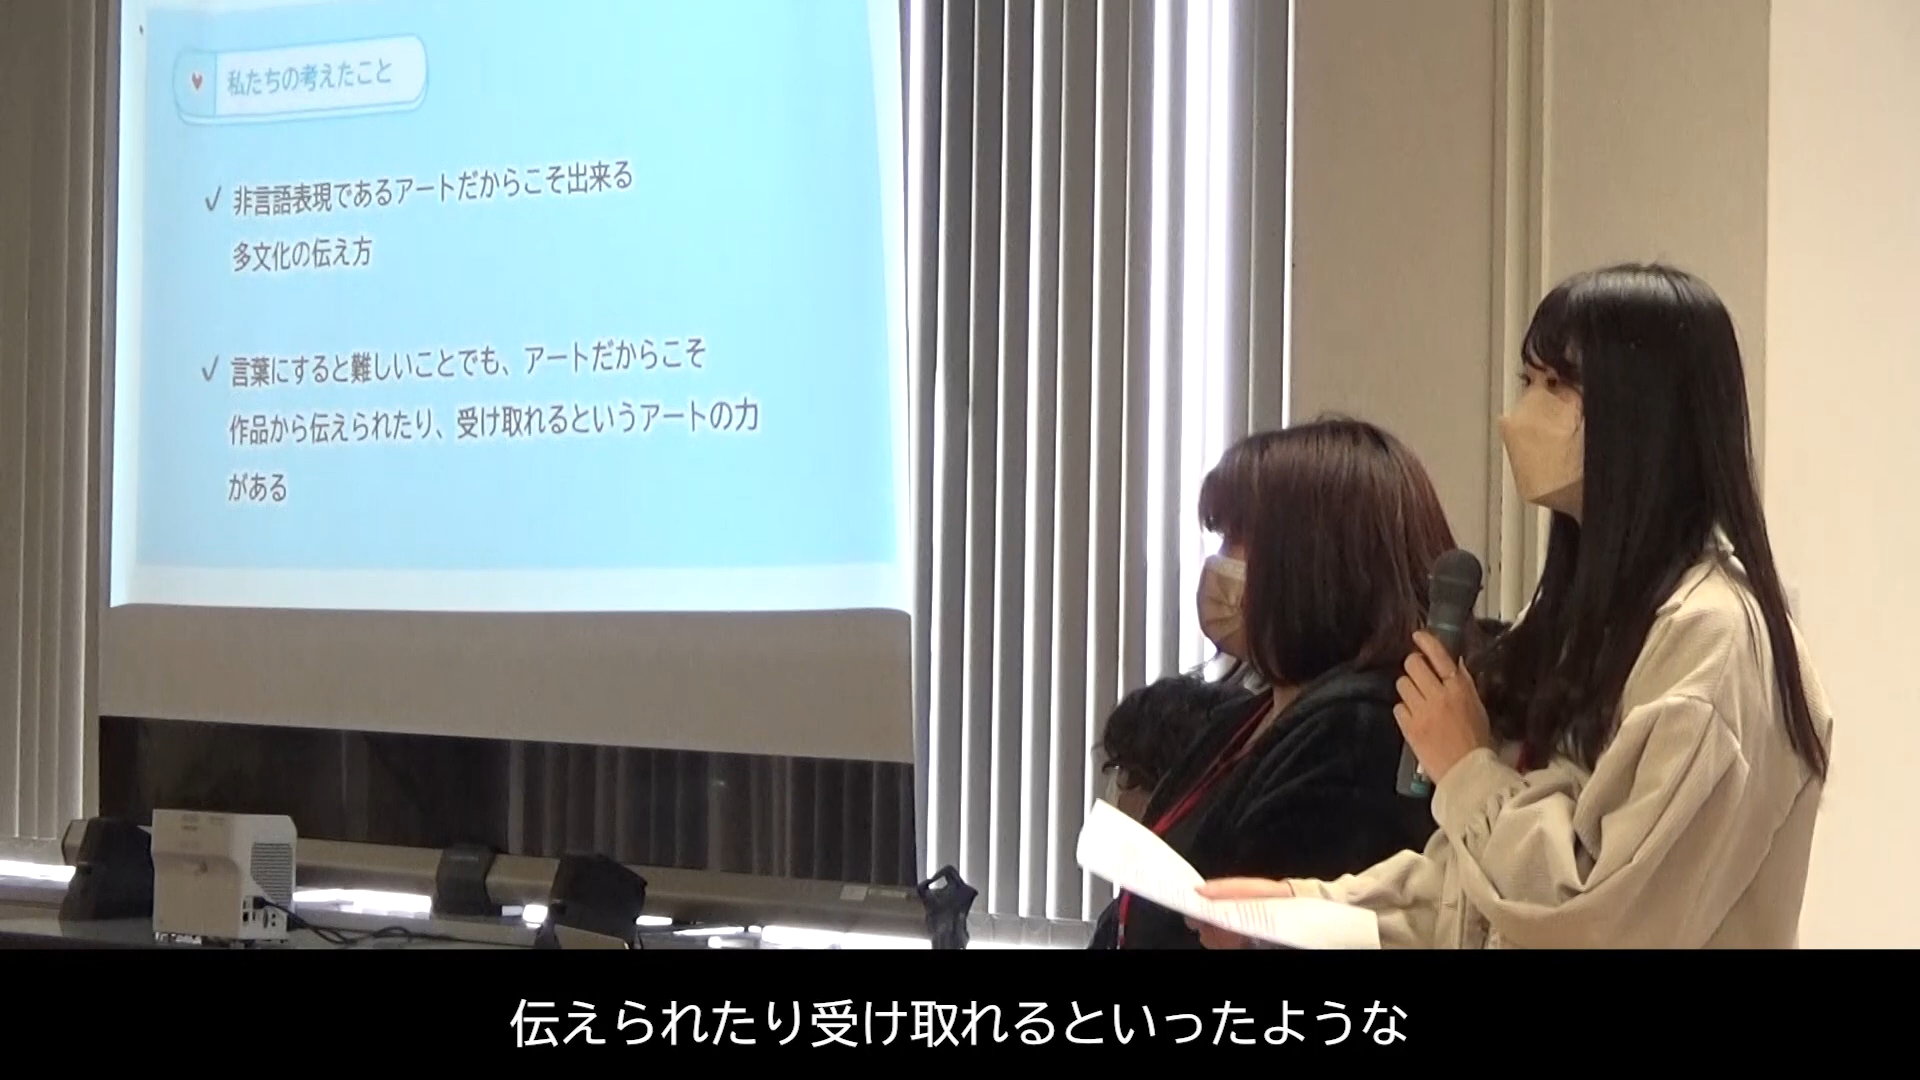 私たちの考えたこと
✓ 非言語表現であるアートだからこそ出来る
多文化の伝え方
✓ 言葉にすると難しいことでも、アートだからこそ
作品から伝えられたり、受け取れるというアートの力
がある
伝えられたり受け取れるといったような